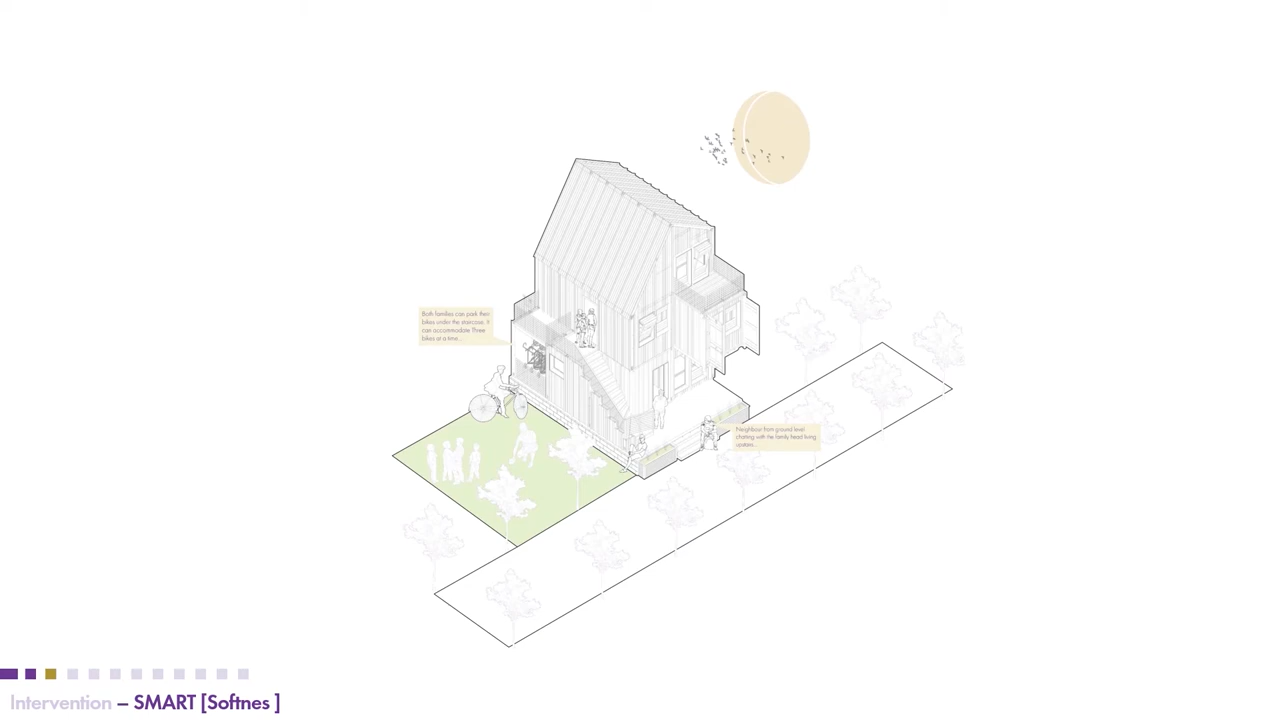 Both families can park their
bikes under the staircase. It
can accommodate Three
bikes at a time...
Neighbour from ground level
chatting with the family head living
upstairs...
Intervention – SMART [Softnes ]